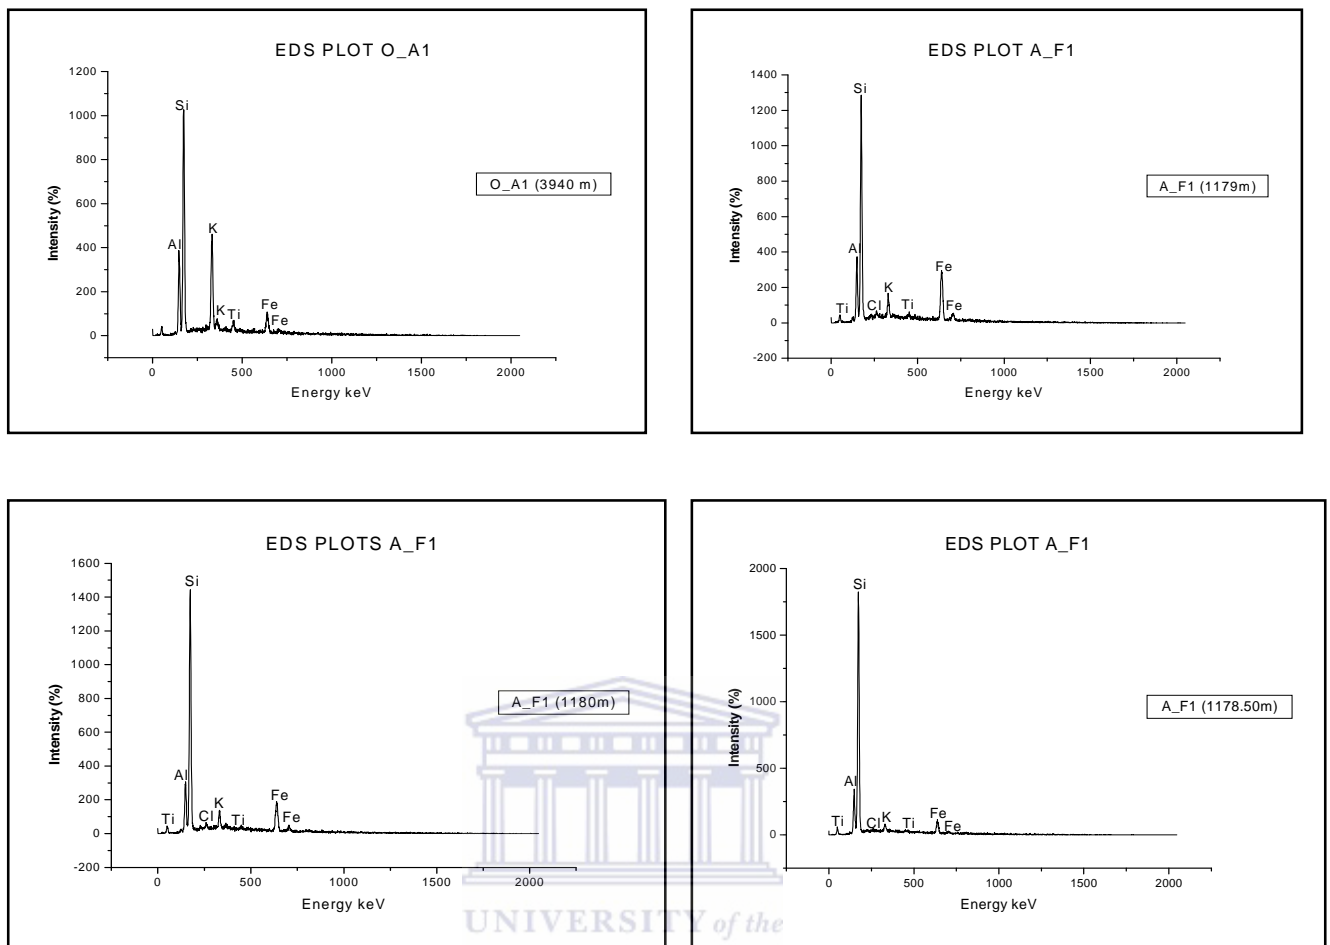 EDS PLOT O_A1
1200
1000
800
600
400
200
0
Intensity (%)
Si
Al
K
K
Ti
Fe
Fe
O_A1 (3940 m)
0 500 1000 1500 2000
Energy keV
EDS PLOT A_F1
1400
1200
1000
800
600
400
200
0
-200
Intensity (%)
Si
Al
Ti
Cl
K
Ti
Fe
Fe
A_F1 (1179m)
0 500 1000 1500 2000
Energy keV
EDS PLOTS A_F1
1600
1400
1200
1000
800
600
400
200
0
-200
Intensity (%)
Si
Al
Ti
Cl
K
Ti
Fe
Fe
A_F1 (1180m)
0 500 1000 1500 2000
Energy keV
EDS PLOT A_F1
2000
1500
1000
500
0
Intensity (%)
Si
Al
Ti
Cl
K
Ti
Fe
Fe
A_F1 (1178.50m)
0 500 1000 1500 2000
Energy keV
UNIVERSITY of the